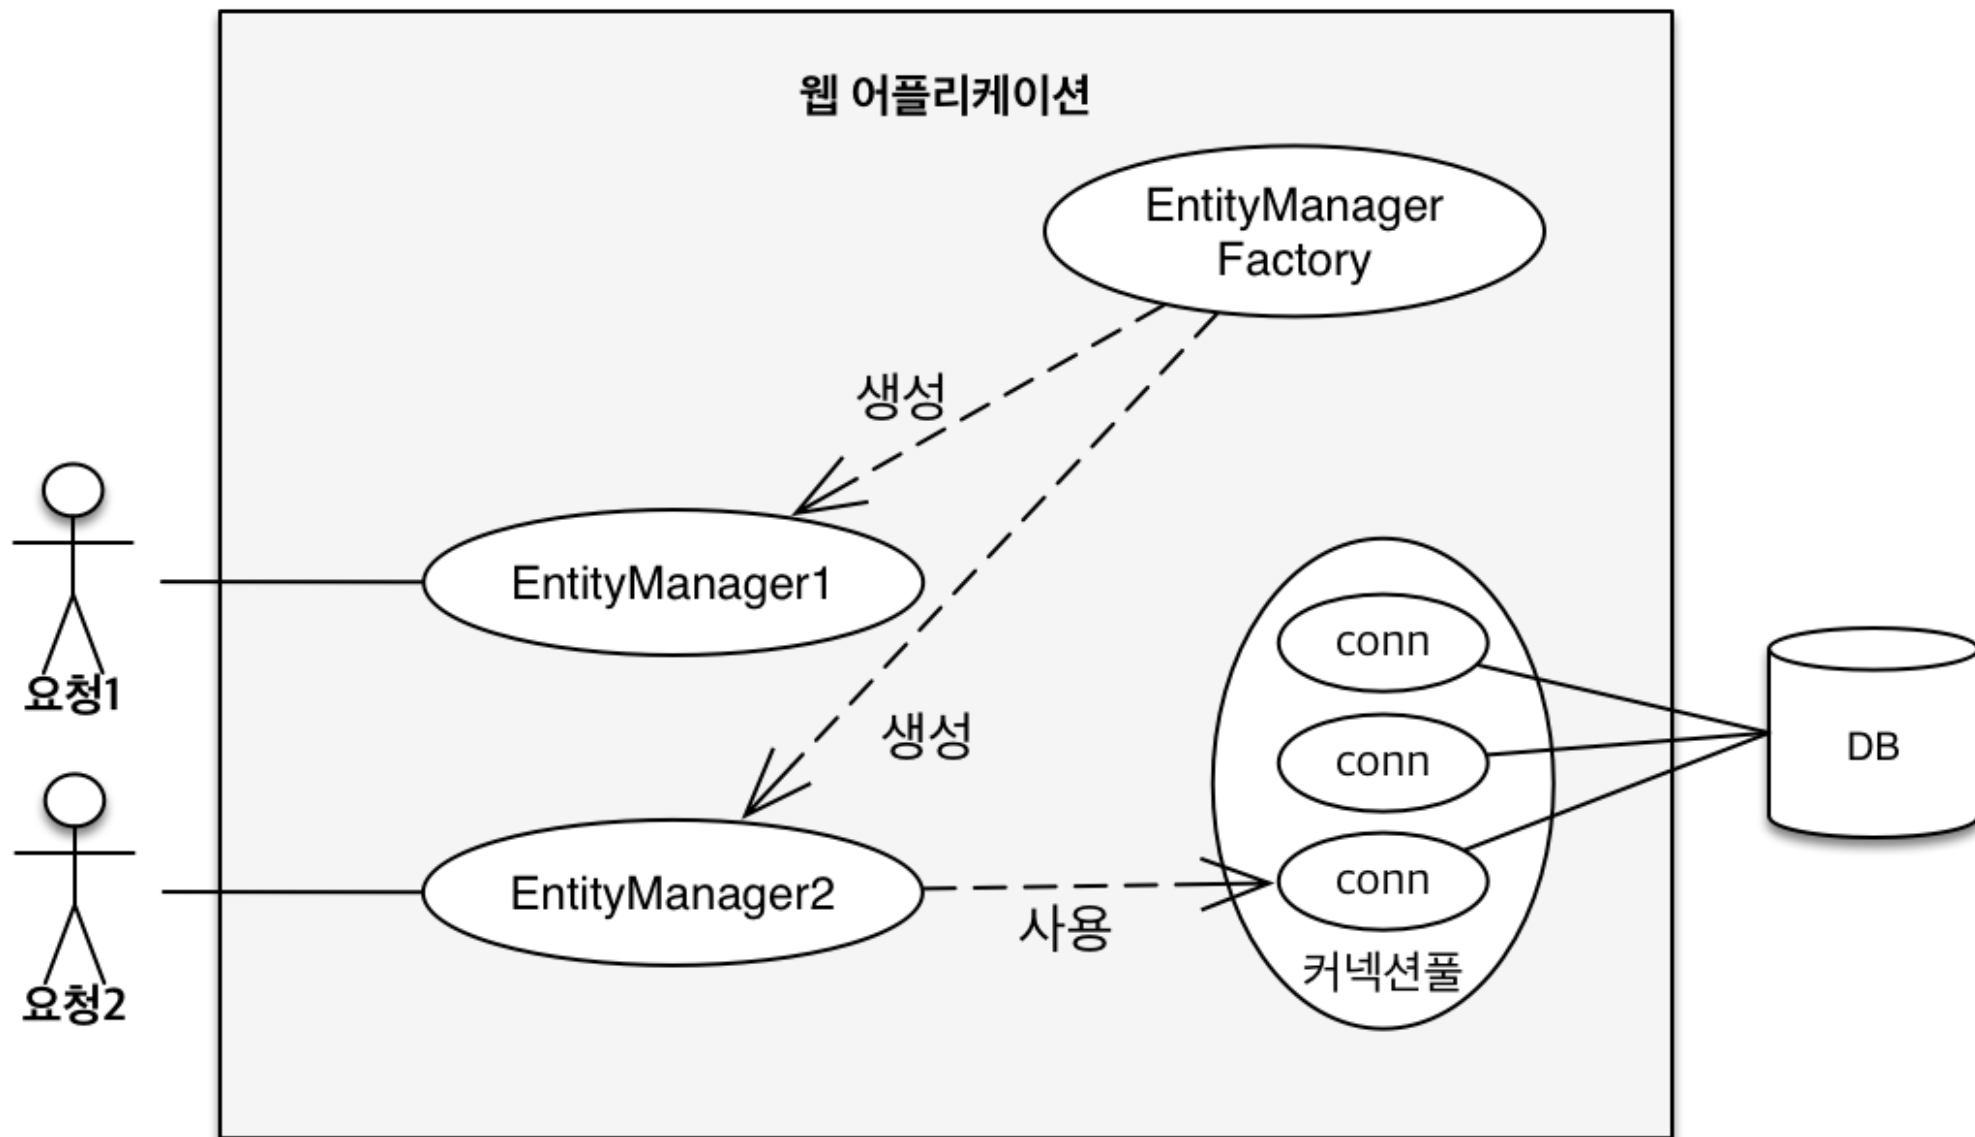 웹 어플리케이션
EntityManager
Factory
생성
EntityManager1
요청1
conn
conn
DB
생성
EntityManager2
conn
사용
커넥션풀
요청2